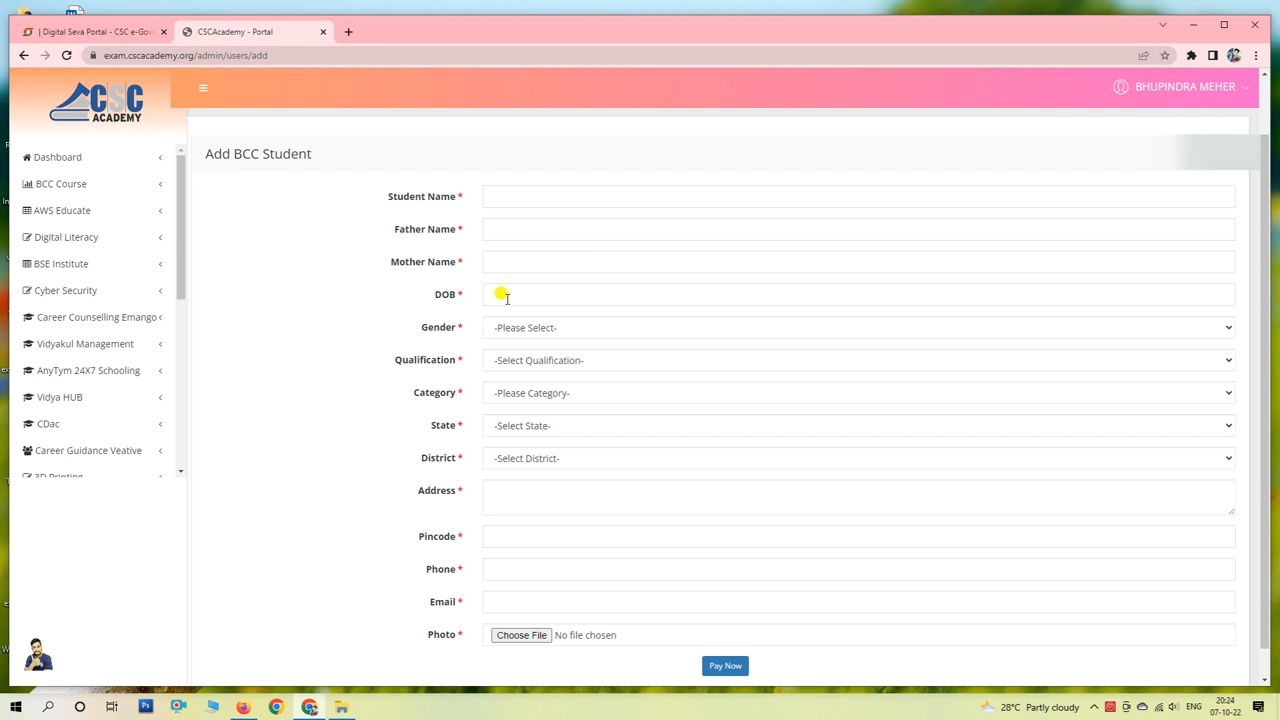 | Digital Seva Portal - CSC e-Gov
CSCAcademy - Portal
exam.cscacademy.org/admin/users/add
CSC
ACADEMY
BHUPINDRA MEHER
Dashboard
BCC Course
AWS Educate
Digital Literacy
BSE Institute
Cyber Security
Career Counselling Emango
Vidyakul Management
AnyTym 24X7 Schooling
Vidya HUB
CDac
Career Guidance Veative
3D Printing
Add BCC Student
Student Name *
Father Name *
Mother Name *
DOB *
Gender * -Please Select-
Qualification * -Select Qualification-
Category * -Please Category-
State * -Select State-
District * -Select District-
Address *
Pincode *
Phone *
Email *
Photo * Choose File No file chosen
Pay Now
Ps
28°C Partly cloudy
ENG
20:24
07-10-22